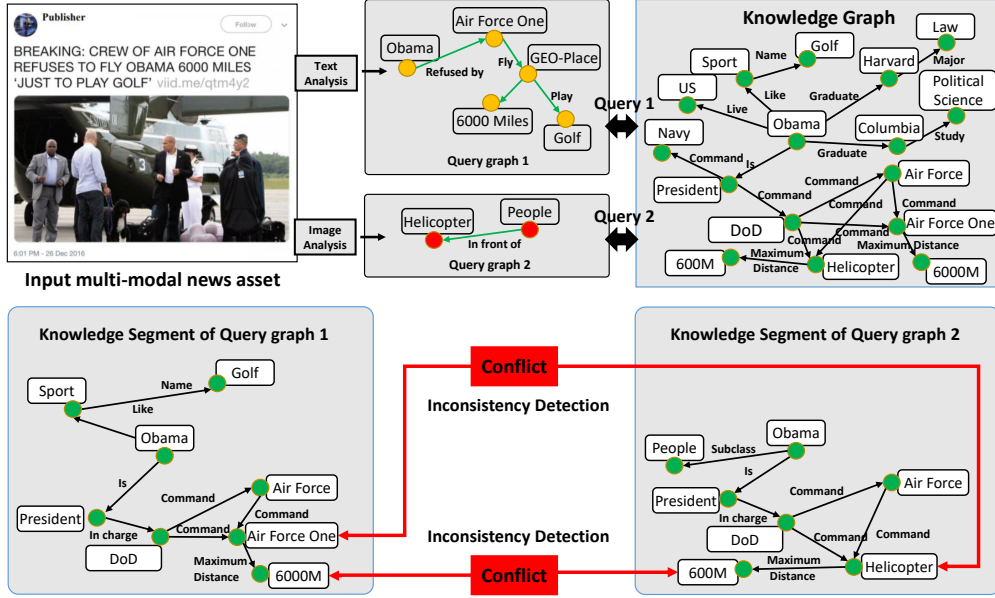 Publisher
Follow
BREAKING: CREW OF AIR FORCE ONE
REFUSES TO FLY OBAMA 6000 MILES
‘JUST TO PLAY GOLF’ viid.me/qtm4y2
6:01 PM - 26 Dec 2016
Input multi-modal news asset
Text
Analysis
Image
Analysis
Air Force One
Obama
Refused by
Fly
GEO-Place
Play
6000 Miles
Golf
Query graph 1
Helicopter
People
In front of
Query graph 2
Query 1
Query 2
Knowledge Graph
Law
Golf
Name
Sport
Harvard
Major
Political
Science
US
Like
Graduate
Live
Navy
Obama
Columbia
Study
Graduate
Command
Is
President
Command
Command
Air Force
Command
Command
DoD
Command
Air Force One
Command
Maximum
Distance
Maximum Distance
600M
Helicopter
6000M
Knowledge Segment of Query graph 1
Golf
Name
Sport
Like
Obama
Is
Command
Air Force
President
In charge
Command
Command
Air Force One
DoD
Maximum
Distance
6000M
Conflict
Inconsistency Detection
Inconsistency Detection
Conflict
Knowledge Segment of Query graph 2
Obama
People
Subclass
Is
Air Force
President
Command
In charge
DoD
Command
Command
Maximum
Distance
600M
Helicopter